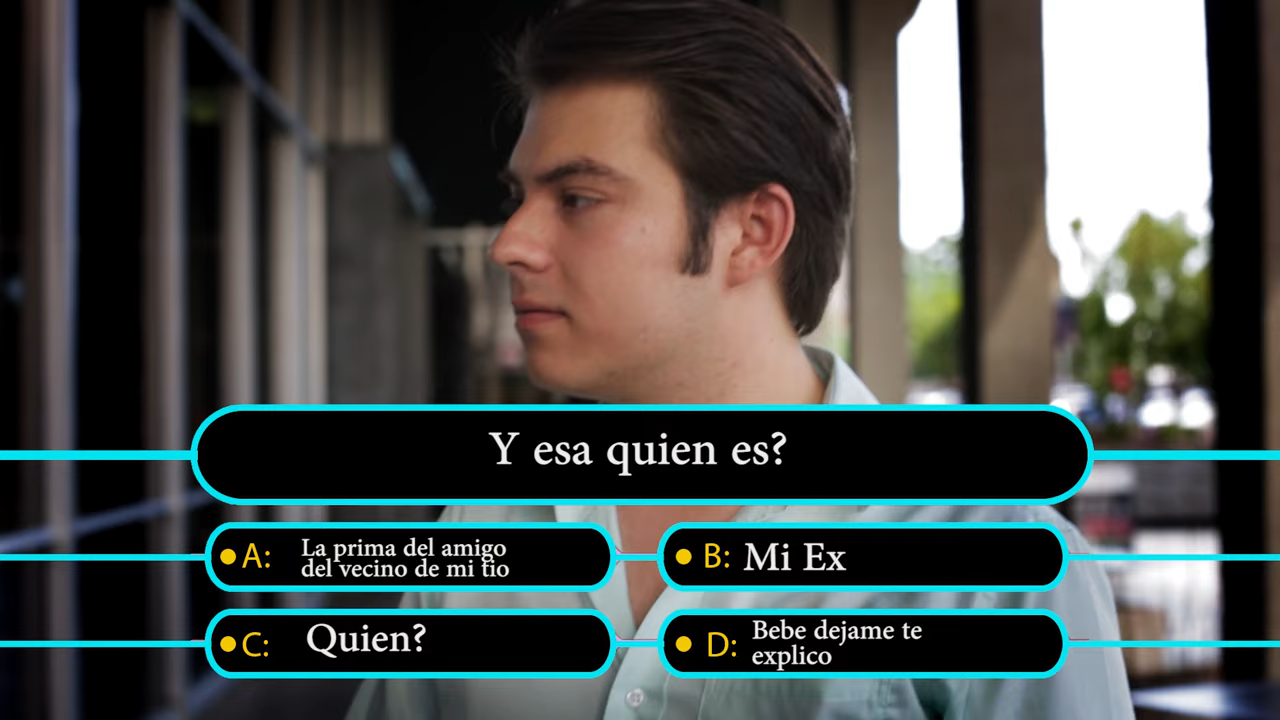 Y esa quien es?
A: La prima del amigo
del vecino de mi tio
B: Mi Ex
C: Quien?
D: Bebe dejame te
explico